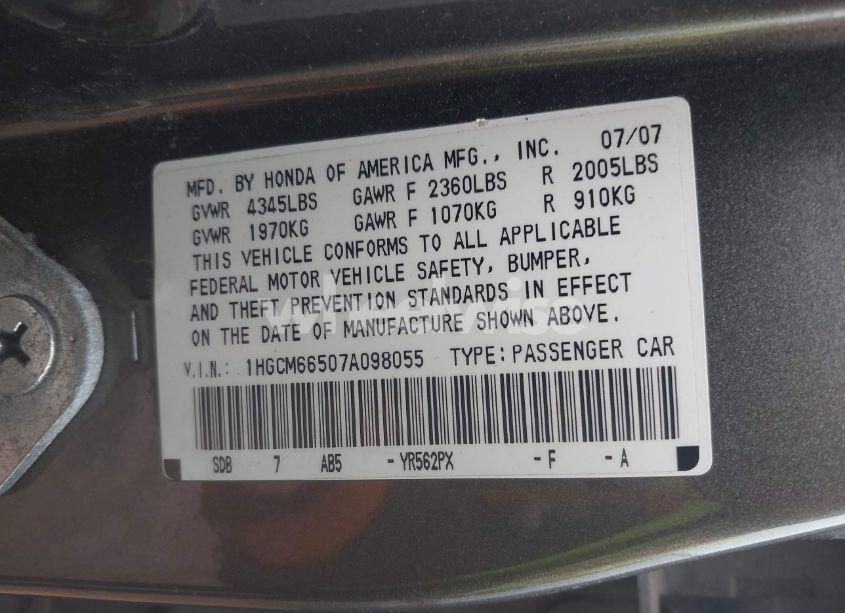 MFD. BY HONDA OF AMERICA MFG., INC. 07/07
GVWR 4345LBS GAWR F 2360LBS R 2005LBS
GVWR 1970KG GAWR F 1070KG R 910KG
THIS VEHICLE CONFORMS TO ALL APPLICABLE
FEDERAL MOTOR VEHICLE SAFETY, BUMPER,
AND THEFT PREVENTION STANDARDS IN EFFECT
ON THE DATE OF MANUFACTURE SHOWN ABOVE.
V.I.N.: 1HGCM66507A098055 TYPE: PASSENGER CAR
SDB 7 AB5 -YR562PX -F -A